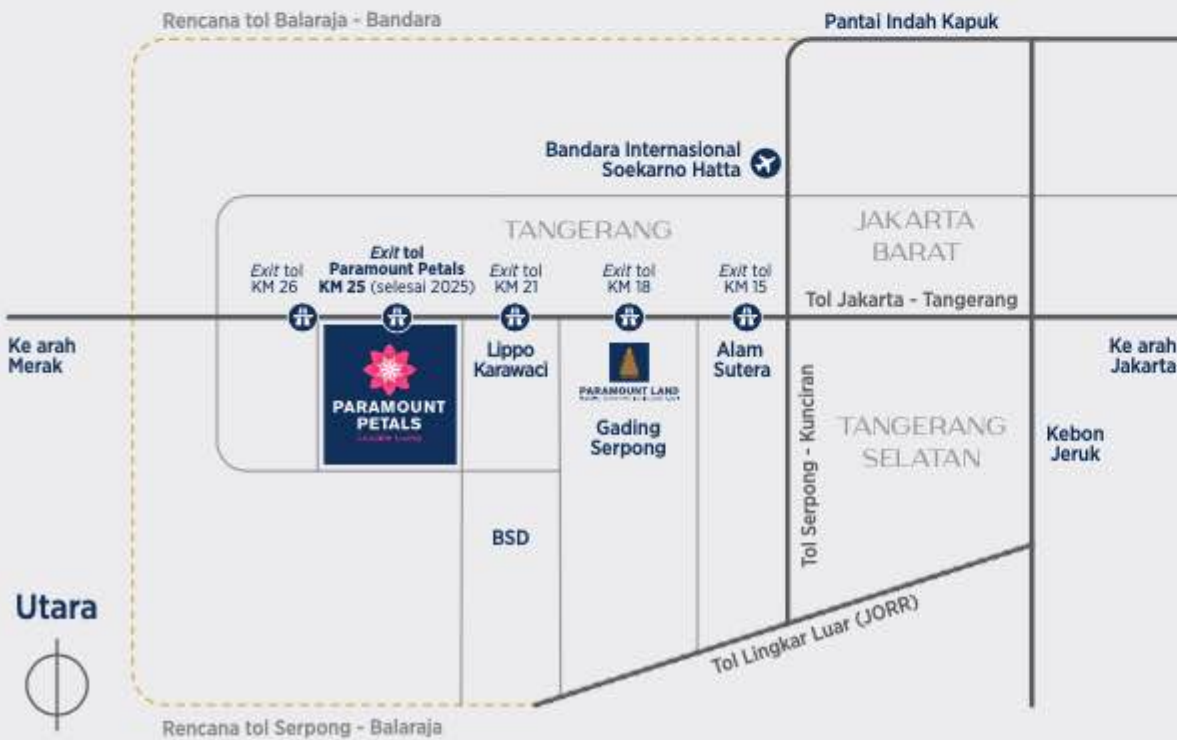 Rencana tol Balaraja - Bandara
Pantai Indah Kapuk
Bandara Internasional
Soekarno Hatta
TANGERANG
JAKARTA
BARAT
Exit tol
KM 26
Exit tol
Paramount Petals
KM 25 (selesai 2025)
Exit tol
KM 21
Exit tol
KM 18
Exit tol
KM 15
Tol Jakarta - Tangerang
Ke arah
Merak
PARAMOUNT
PETALS
Lippo
Karawaci
PARAMOUNT LAND
Gading
Serpong
Alam
Sutera
Tol Serpong - Kunciran
TANGERANG
SELATAN
Kebon
Jeruk
Ke arah
Jakarta
BSD
Utara
Tol Lingkar Luar (JORR)
Rencana tol Serpong - Balaraja